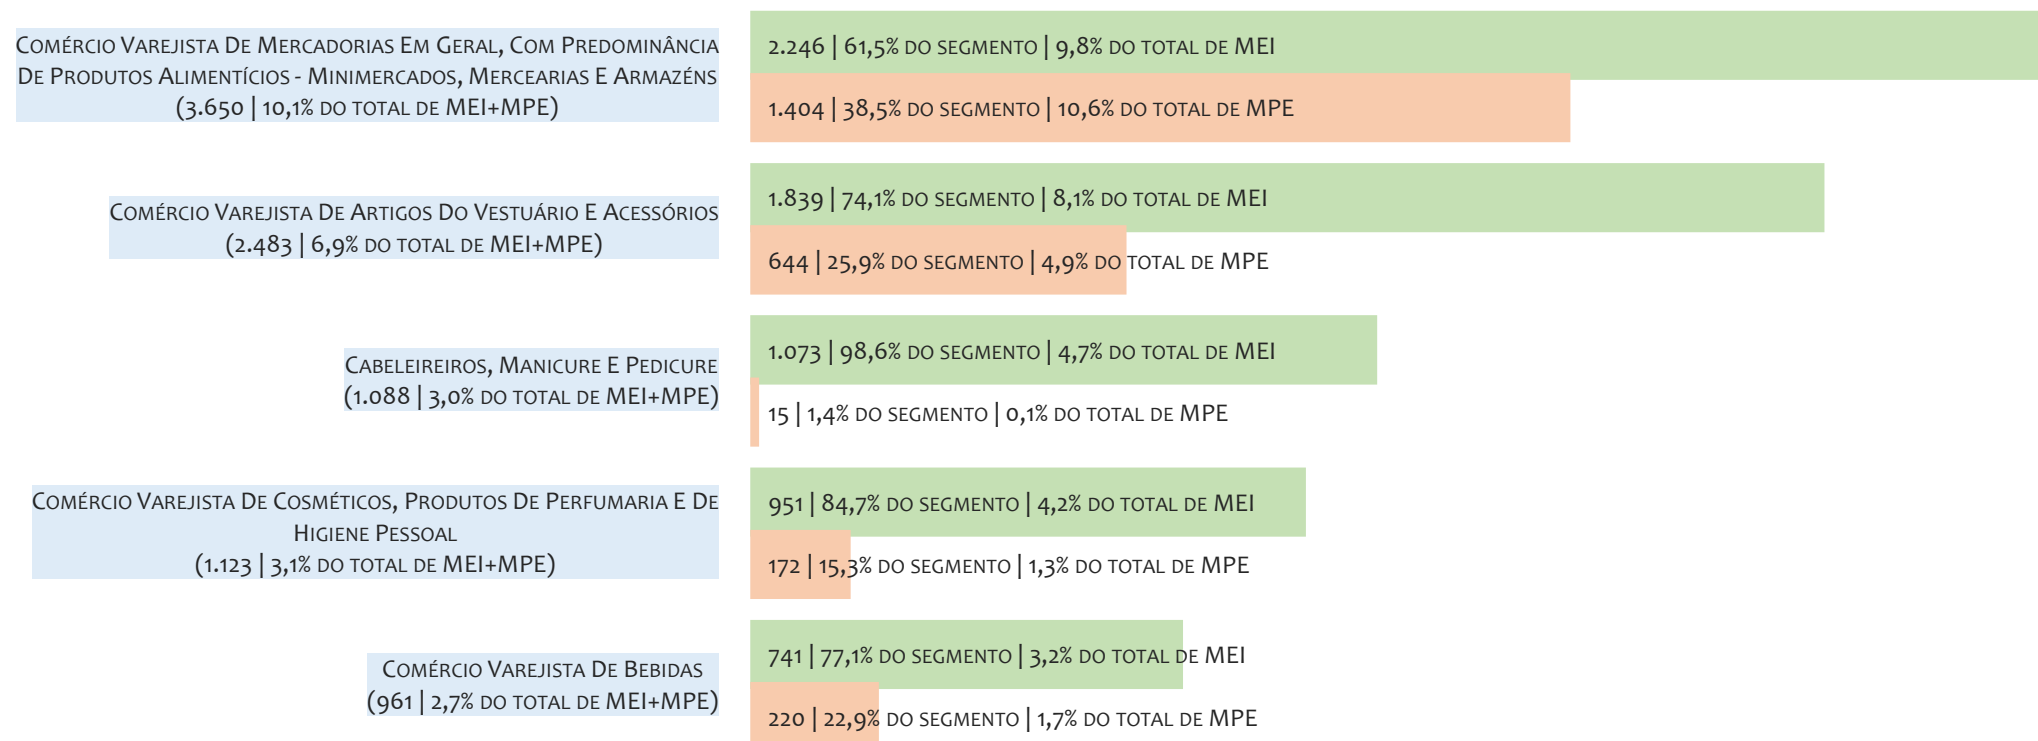 Comércio Varejista De Mercadorias Em Geral, Com Predominância
De Produtos Alimentícios - Minimercados, Mercearias E Armazéns
(3.650 | 10,1% do total de MEI+MPE)
2.246 | 61,5% do segmento | 9,8% do total de MEI
1.404 | 38,5% do segmento | 10,6% do total de MPE
Comércio Varejista De Artigos Do Vestuário E Acessórios
(2.483 | 6,9% do total de MEI+MPE)
1.839 | 74,1% do segmento | 8,1% do total de MEI
644 | 25,9% do segmento | 4,9% do total de MPE
Cabeleireiros, Manicure E Pedicure
(1.088 | 3,0% do total de MEI+MPE)
1.073 | 98,6% do segmento | 4,7% do total de MEI
15 | 1,4% do segmento | 0,1% do total de MPE
Comércio Varejista De Cosméticos, Produtos De Perfumaria E De
Higiene Pessoal
(1.123 | 3,1% do total de MEI+MPE)
951 | 84,7% do segmento | 4,2% do total de MEI
172 | 15,3% do segmento | 1,3% do total de MPE
Comércio Varejista De Bebidas
(961 | 2,7% do total de MEI+MPE)
741 | 77,1% do segmento | 3,2% do total de MEI
220 | 22,9% do segmento | 1,7% do total de MPE